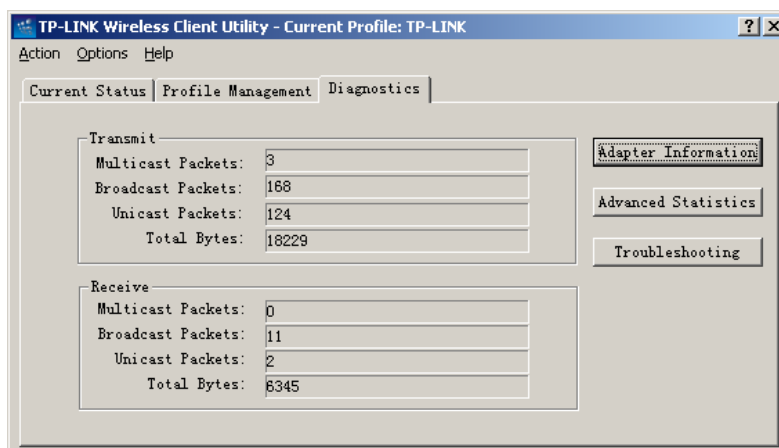 TP-LINK Wireless Client Utility - Current Profile: TP-LINK
Action Options Help
Current Status Profile Management Diagnostics
Transmit
Multicast Packets: 3
Broadcast Packets: 168
Unicast Packets: 124
Total Bytes: 18229
Receive
Multicast Packets: 0
Broadcast Packets: 11
Unicast Packets: 2
Total Bytes: 6345
Adapter Information
Advanced Statistics
Troubleshooting